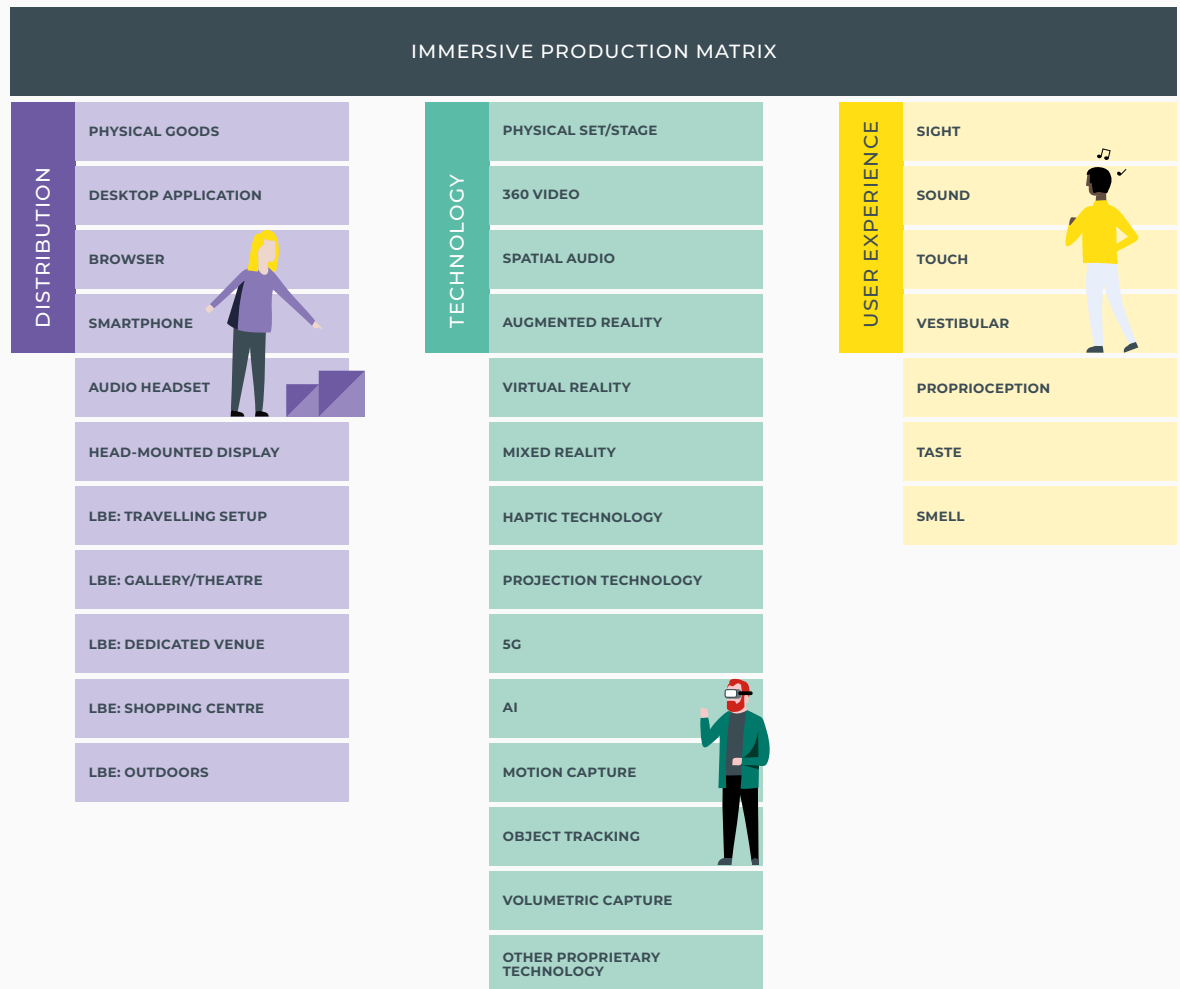 IMMERSIVE PRODUCTION MATRIX
DISTRIBUTION
PHYSICAL GOODS
DESKTOP APPLICATION
BROWSER
SMARTPHONE
AUDIO HEADSET
HEAD-MOUNTED DISPLAY
LBE: TRAVELLING SETUP
LBE: GALLERY/THEATRE
LBE: DEDICATED VENUE
LBE: SHOPPING CENTRE
LBE: OUTDOORS
TECHNOLOGY
PHYSICAL SET/STAGE
360 VIDEO
SPATIAL AUDIO
AUGMENTED REALITY
VIRTUAL REALITY
MIXED REALITY
HAPTIC TECHNOLOGY
PROJECTION TECHNOLOGY
5G
AI
MOTION CAPTURE
OBJECT TRACKING
VOLUMETRIC CAPTURE
OTHER PROPRIETARY
TECHNOLOGY
USER EXPERIENCE
SIGHT
SOUND
TOUCH
VESTIBULAR
PROPRIOCEPTION
TASTE
SMELL